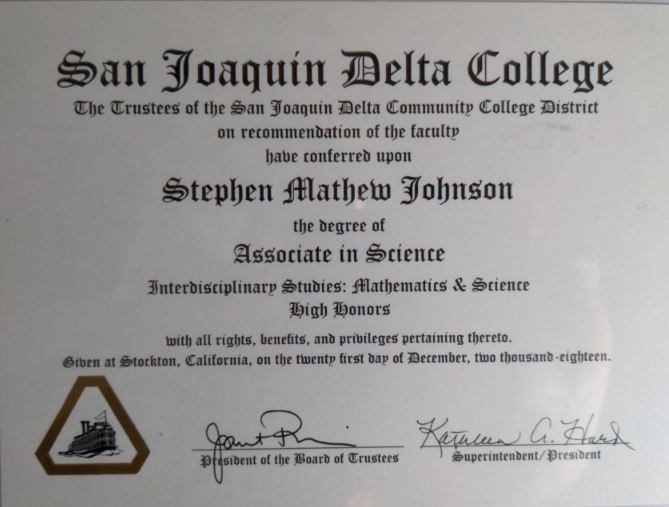 San Joaquin Delta College
The Trustees of the San Joaquin Delta Community College District
on recommendation of the faculty
have conferred upon
Stephen Mathew Johnson
the degree of
Associate in Science
Interdisciplinary Studies: Mathematics & Science
High Honors
with all rights, benefits, and privileges pertaining thereto.
Given at Stockton, California, on the twenty first day of December, two thousand-eighteen.
Kathleen A. Hart
President of the Board of Trustees
Superintendent/President